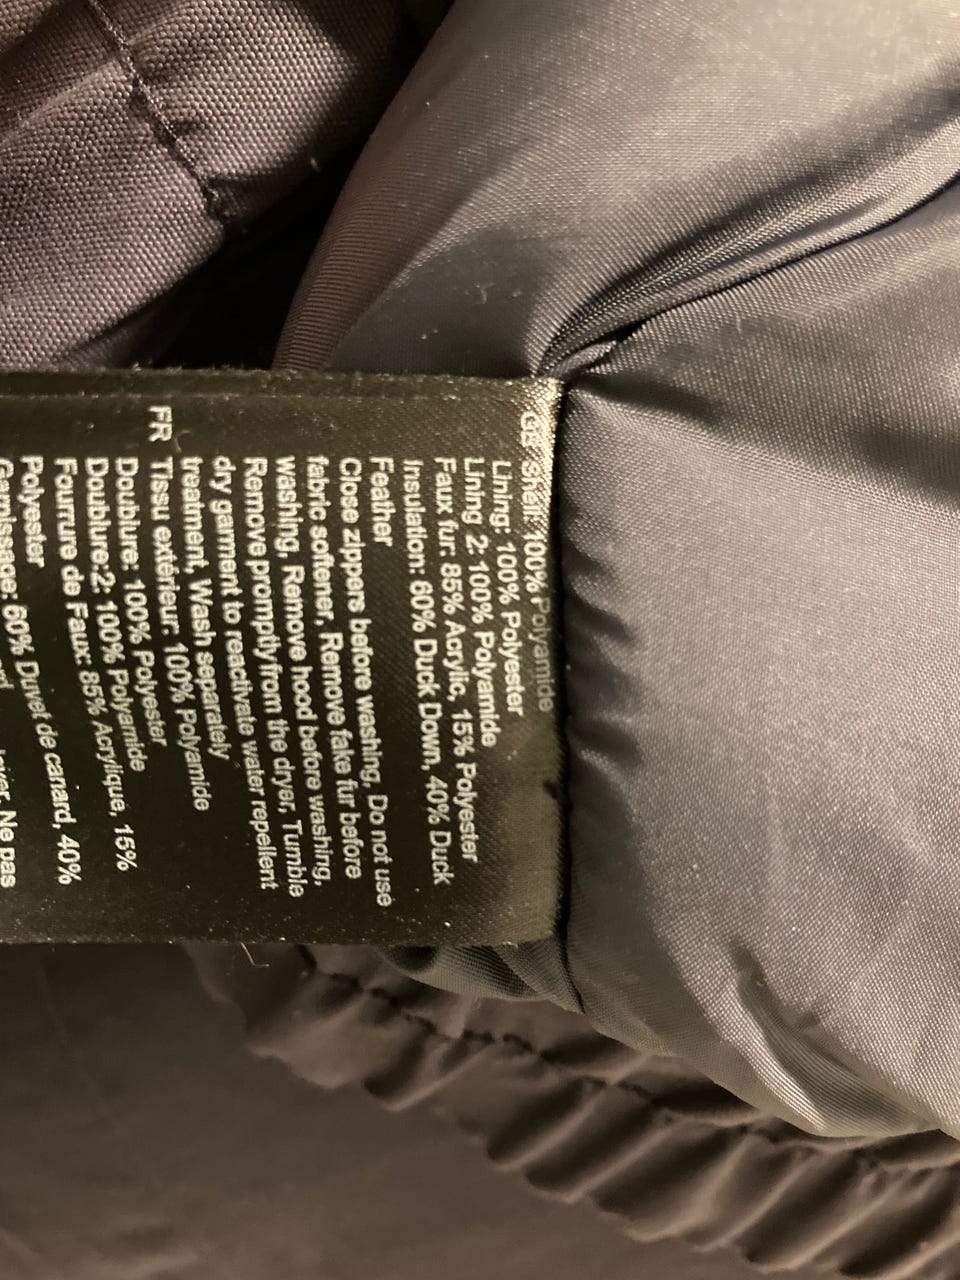 GB Shell: 100% Polyamide
Lining: 100% Polyester
Lining 2: 100% Polyamide
Faux fur: 85% Acrylic, 15% Polyester
Insulation: 60% Duck Down, 40% Duck
Feather
Close zippers before washing, Do not use
fabric softener, Remove fake fur before
washing, Remove hood before washing,
Remove promptly from the dryer, Tumble
dry garment to reactivate water repellent
treatment, Wash separately
FR Tissu extérieur: 100% Polyamide
Doublure: 100% Polyester
Doublure:2: 100% Polyamide
Fourrure de Faux: 85% Acrylique, 15%
Polyester
Garnissage: 60% Duvet de canard, 40%
Ne pas